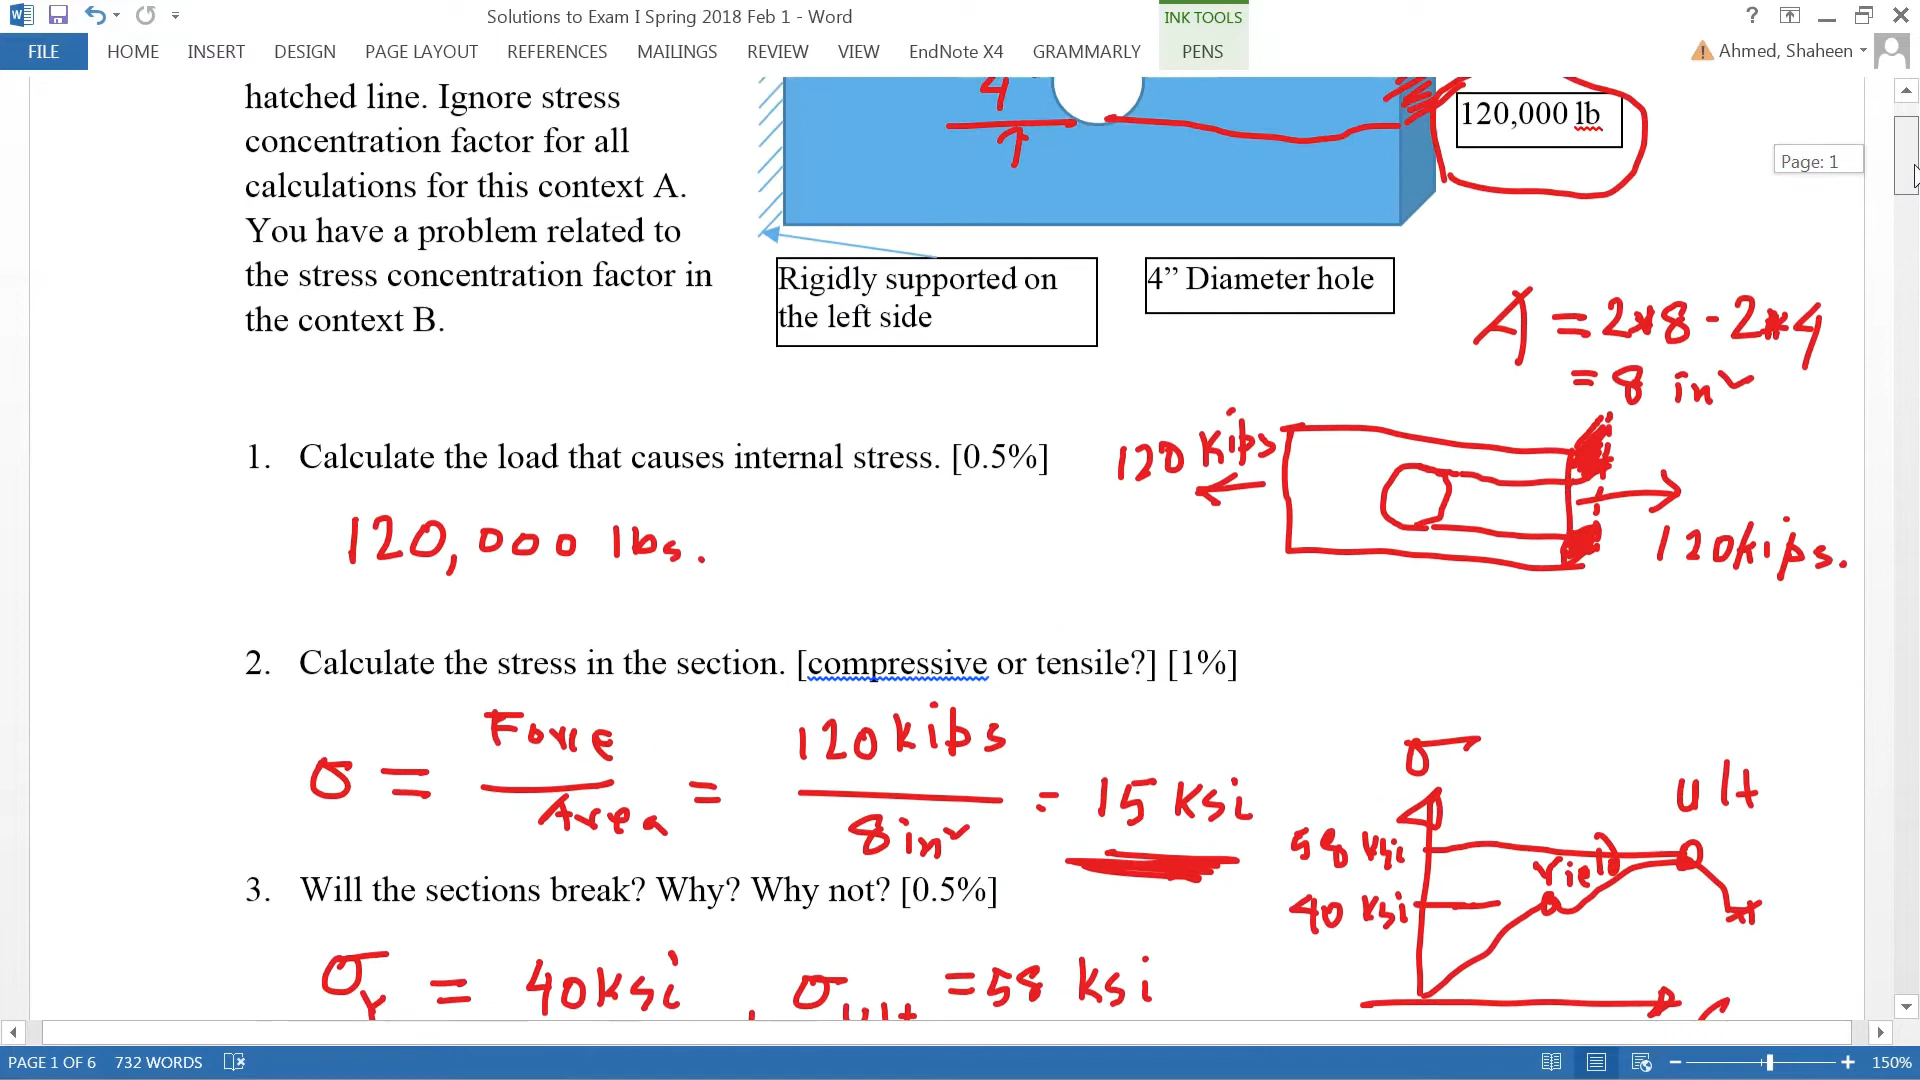 Solutions to Exam I Spring 2018 Feb 1 - Word
INK TOOLS
?
FILE HOME INSERT DESIGN PAGE LAYOUT REFERENCES MAILINGS REVIEW VIEW EndNote X4 GRAMMARLY PENS
Ahmed, Shaheen
hatched line. Ignore stress
concentration factor for all
calculations for this context A.
You have a problem related to
the stress concentration factor in
the context B.
4
120,000 lb
Page: 1
Rigidly supported on
the left side
4” Diameter hole
A = 2*8 - 2*4
= 8 in²
1. Calculate the load that causes internal stress. [0.5%]
120,000 lbs.
120 kips
120 kips.
2. Calculate the stress in the section. [compressive or tensile?] [1%]
σ = Force / Area = 120 kips / 8 in² = 15 ksi
σ
ult
58 ksi
Yield
40 ksi
3. Will the sections break? Why? Why not? [0.5%]
σy = 40 ksi, σult = 58 ksi
PAGE 1 OF 6 732 WORDS
150%